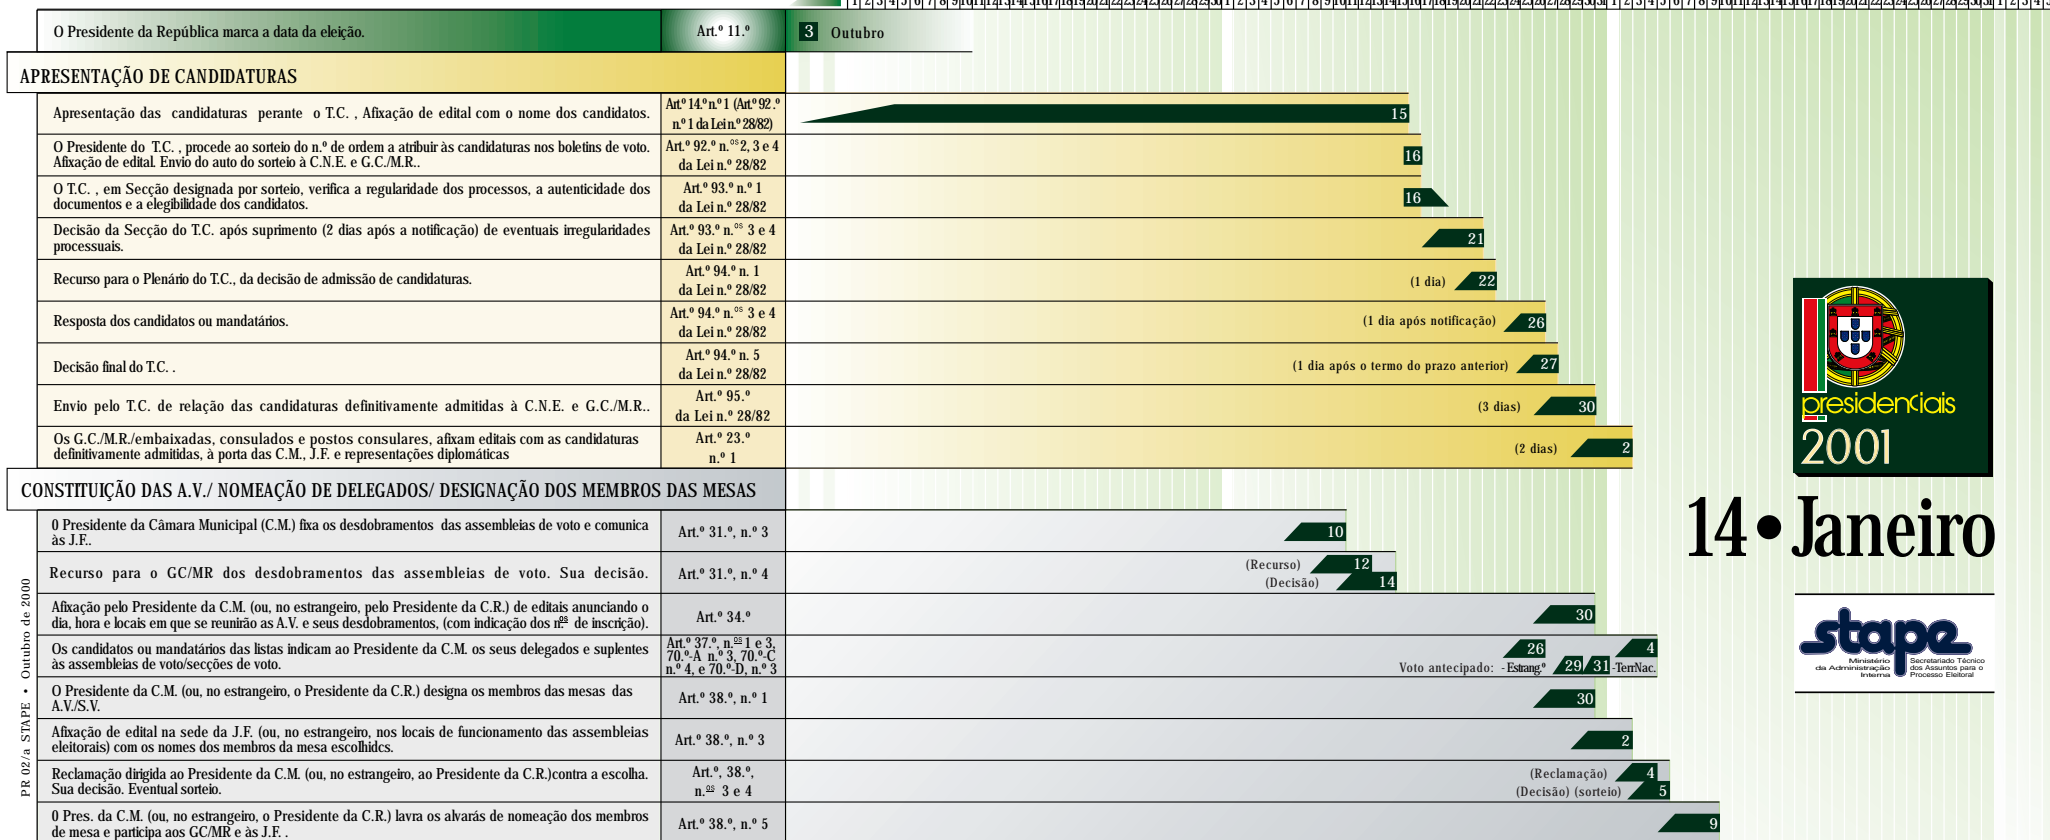 O Presidente da República marca a data da eleição.
Art.º 11.º
3 Outubro
APRESENTAÇÃO DE CANDIDATURAS
Apresentação das candidaturas perante o T.C. , Afixação de edital com o nome dos candidatos.
Art.º 14.º n.º 1 (Art.º 92.º
n.º 1 da Lei n.º 28/82)
15
O Presidente do T.C. , procede ao sorteio do n.º de ordem a atribuir às candidaturas nos boletins de voto.
Afixação de edital. Envio do auto do sorteio à C.N.E. e G.C./M.R..
Art.º 92.º n.ºs 2, 3 e 4
da Lei n.º 28/82
16
O T.C. , em Secção designada por sorteio, verifica a regularidade dos processos, a autenticidade dos
documentos e a elegibilidade dos candidatos.
Art.º 93.º n.º 1
da Lei n.º 28/82
16
Decisão da Secção do T.C. após suprimento (2 dias após a notificação) de eventuais irregularidades
processuais.
Art.º 93.º n.ºs 3 e 4
da Lei n.º 28/82
21
Recurso para o Plenário do T.C., da decisão de admissão de candidaturas.
Art.º 94.º n. 1
da Lei n.º 28/82
(1 dia) 22
Resposta dos candidatos ou mandatários.
Art.º 94.º n.ºs 3 e 4
da Lei n.º 28/82
(1 dia após notificação) 26
Decisão final do T.C. .
Art.º 94.º n. 5
da Lei n.º 28/82
(1 dia após o termo do prazo anterior) 27
Envio pelo T.C. de relação das candidaturas definitivamente admitidas à C.N.E. e G.C./M.R..
Art.º 95.º
da Lei n.º 28/82
(3 dias) 30
Os G.C./M.R./embaixadas, consulados e postos consulares, afixam editais com as candidaturas
definitivamente admitidas, à porta das C.M., J.F. e representações diplomáticas
Art.º 23.º
n.º 1
(2 dias) 2
CONSTITUIÇÃO DAS A.V./ NOMEAÇÃO DE DELEGADOS/ DESIGNAÇÃO DOS MEMBROS DAS MESAS
O Presidente da Câmara Municipal (C.M.) fixa os desdobramentos das assembleias de voto e comunica
às J.F..
Art.º 31.º, n.º 3
10
Recurso para o GC/MR dos desdobramentos das assembleias de voto. Sua decisão.
Art.º 31.º, n.º 4
(Recurso) 12
(Decisão) 14
Afixação pelo Presidente da C.M. (ou, no estrangeiro, pelo Presidente da C.R.) de editais anunciando o
dia, hora e locais em que se reunirão as A.V. e seus desdobramentos, (com indicação dos n.ºs de inscrição).
Art.º 34.º
30
Os candidatos ou mandatários das listas indicam ao Presidente da C.M. os seus delegados e suplentes
às assembleias de voto/secções de voto.
Art.º 37.º, n.ºs 1 e 3,
70.º-A n.º 3, 70.º-C
n.º 4, e 70.º-D, n.º 3
26 4
Voto antecipado: -Estrang.º 29 31 -Terr.Nac.
O Presidente da C.M. (ou, no estrangeiro, o Presidente da C.R.) designa os membros das mesas das
A.V./S.V.
Art.º 38.º, n.º 1
30
Afixação de edital na sede da J.F. (ou, no estrangeiro, nos locais de funcionamento das assembleias
eleitorais) com os nomes dos membros da mesa escolhidcs.
Art.º 38.º, n.º 3
2
Reclamação dirigida ao Presidente da C.M. (ou, no estrangeiro, ao Presidente da C.R.)contra a escolha.
Sua decisão. Eventual sorteio.
Art.º, 38.º,
n.ºs 3 e 4
(Reclamação) 4
(Decisão) (sorteio) 5
O Pres. da C.M. (ou, no estrangeiro, o Presidente da C.R.) lavra os alvarás de nomeação dos membros
de mesa e participa aos GC/MR e às J.F. .
Art.º 38.º, n.º 5
9
presidenciais
2001
14•Janeiro
stape
Ministério
da Administração
Interna
Secretariado Técnico
dos Assuntos para o
Processo Eleitoral
PR 02/a STAPE • Outubro de 2000